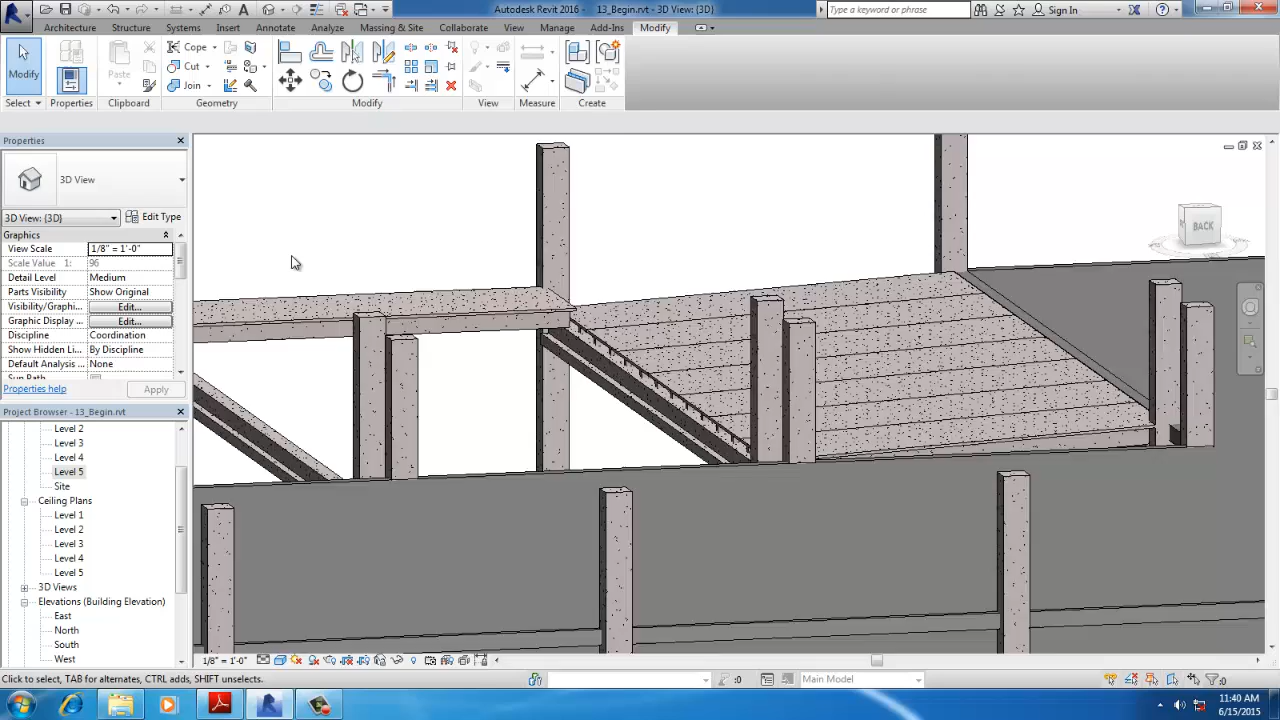 Autodesk Revit 2016 - 13_Begin.rvt - 3D View: {3D}
Type a keyword or phrase
Sign In
Architecture Structure Systems Insert Annotate Analyze Massing & Site Collaborate View Manage Add-Ins Modify
Modify
Paste
Cope
Cut
Join
Select Properties Clipboard Geometry Modify View Measure Create
Properties
3D View
3D View: {3D} Edit Type
Graphics
View Scale 1/8" = 1'-0"
Scale Value 1: 96
Detail Level Medium
Parts Visibility Show Original
Visibility/Graphi... Edit...
Graphic Display ... Edit...
Discipline Coordination
Show Hidden Li... By Discipline
Default Analysis ... None
Sun Path
Properties help Apply
Project Browser - 13_Begin.rvt
Level 2
Level 3
Level 4
Level 5
Site
Ceiling Plans
Level 1
Level 2
Level 3
Level 4
Level 5
3D Views
Elevations (Building Elevation)
East
North
South
West
BACK
1/8" = 1'-0"
Click to select, TAB for alternates, CTRL adds, SHIFT unselects.
:0
Main Model
:0
11:40 AM
6/15/2015